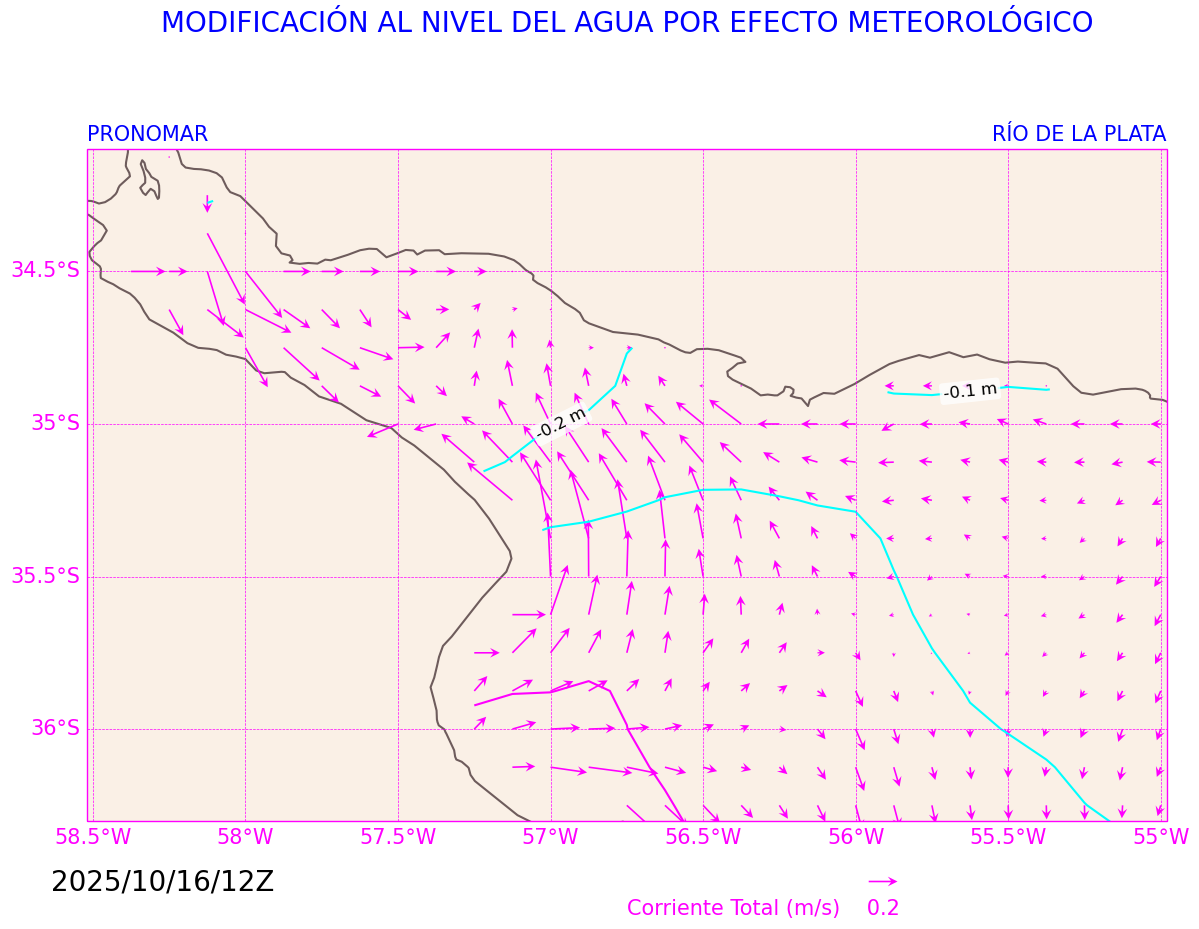 MODIFICACIÓN AL NIVEL DEL AGUA POR EFECTO METEOROLÓGICO
PRONOMAR
RÍO DE LA PLATA
34.5°S
35°S
35.5°S
36°S
-0.1 m
-0.2 m
58.5°W 58°W 57.5°W 57°W 56.5°W 56°W 55.5°W 55°W
2025/10/16/12Z
Corriente Total (m/s) 0.2